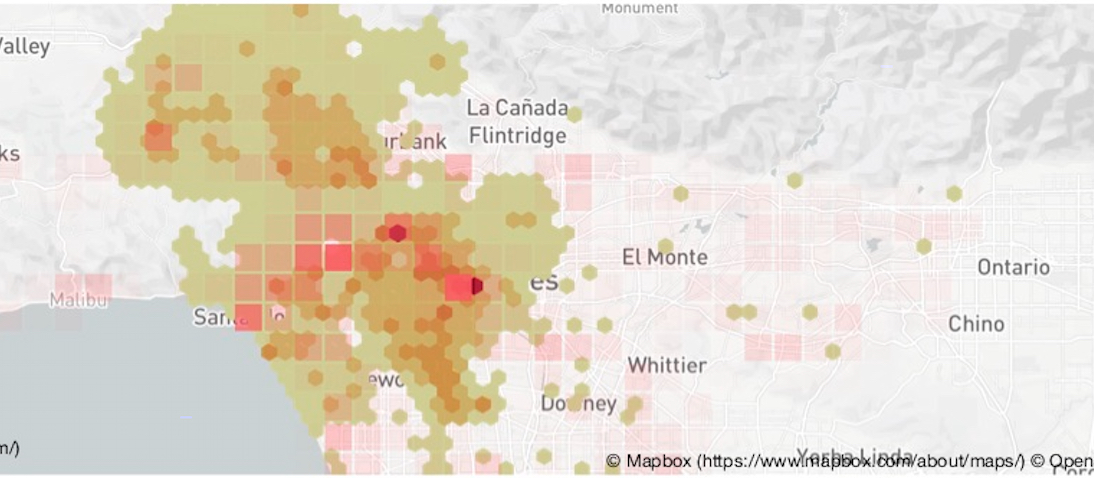 Monument
Valley
La Cañada
Flintridge
urbank
ks
El Monte
es
Ontario
Malibu
Santa
Chino
Whittier
ewo
Downey
m/)
Yorba Linda
© Mapbox (https://www.mapbox.com/about/maps/) © Open